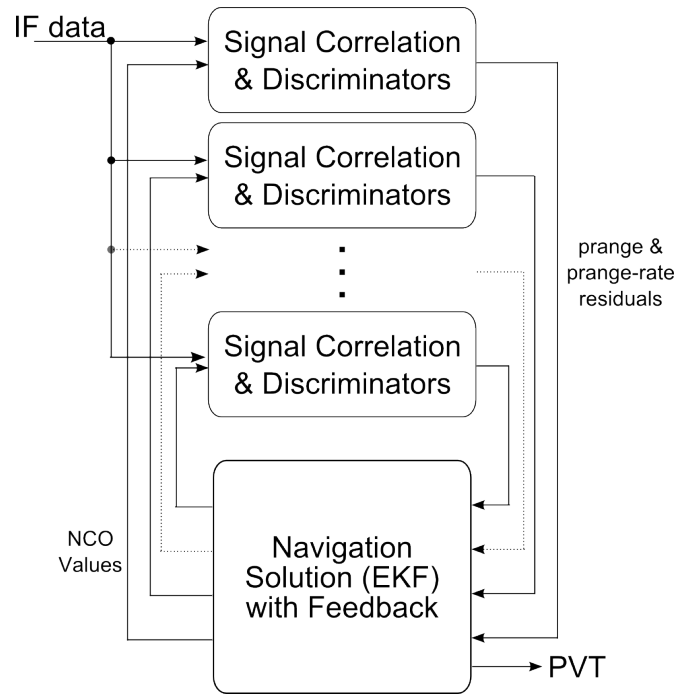 IF data
Signal Correlation
& Discriminators
Signal Correlation
& Discriminators
prange &
prange-rate
residuals
Signal Correlation
& Discriminators
NCO
Values
Navigation
Solution (EKF)
with Feedback
PVT